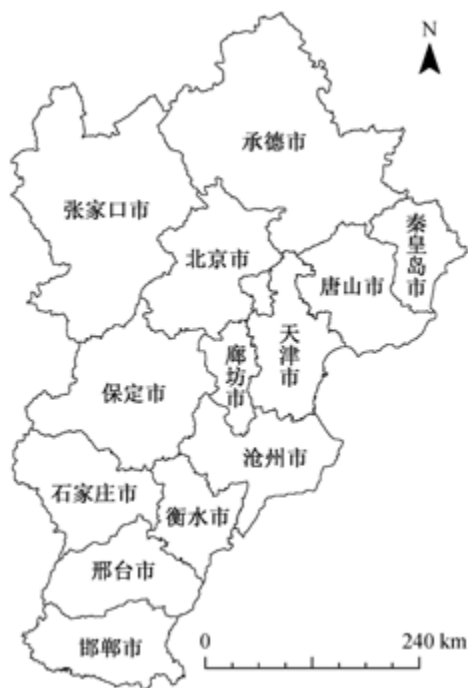 N
承德市
张家口市
秦皇岛市
北京市
唐山市
天津市
廊坊市
保定市
沧州市
石家庄市
衡水市
邢台市
邯郸市
0
240 km